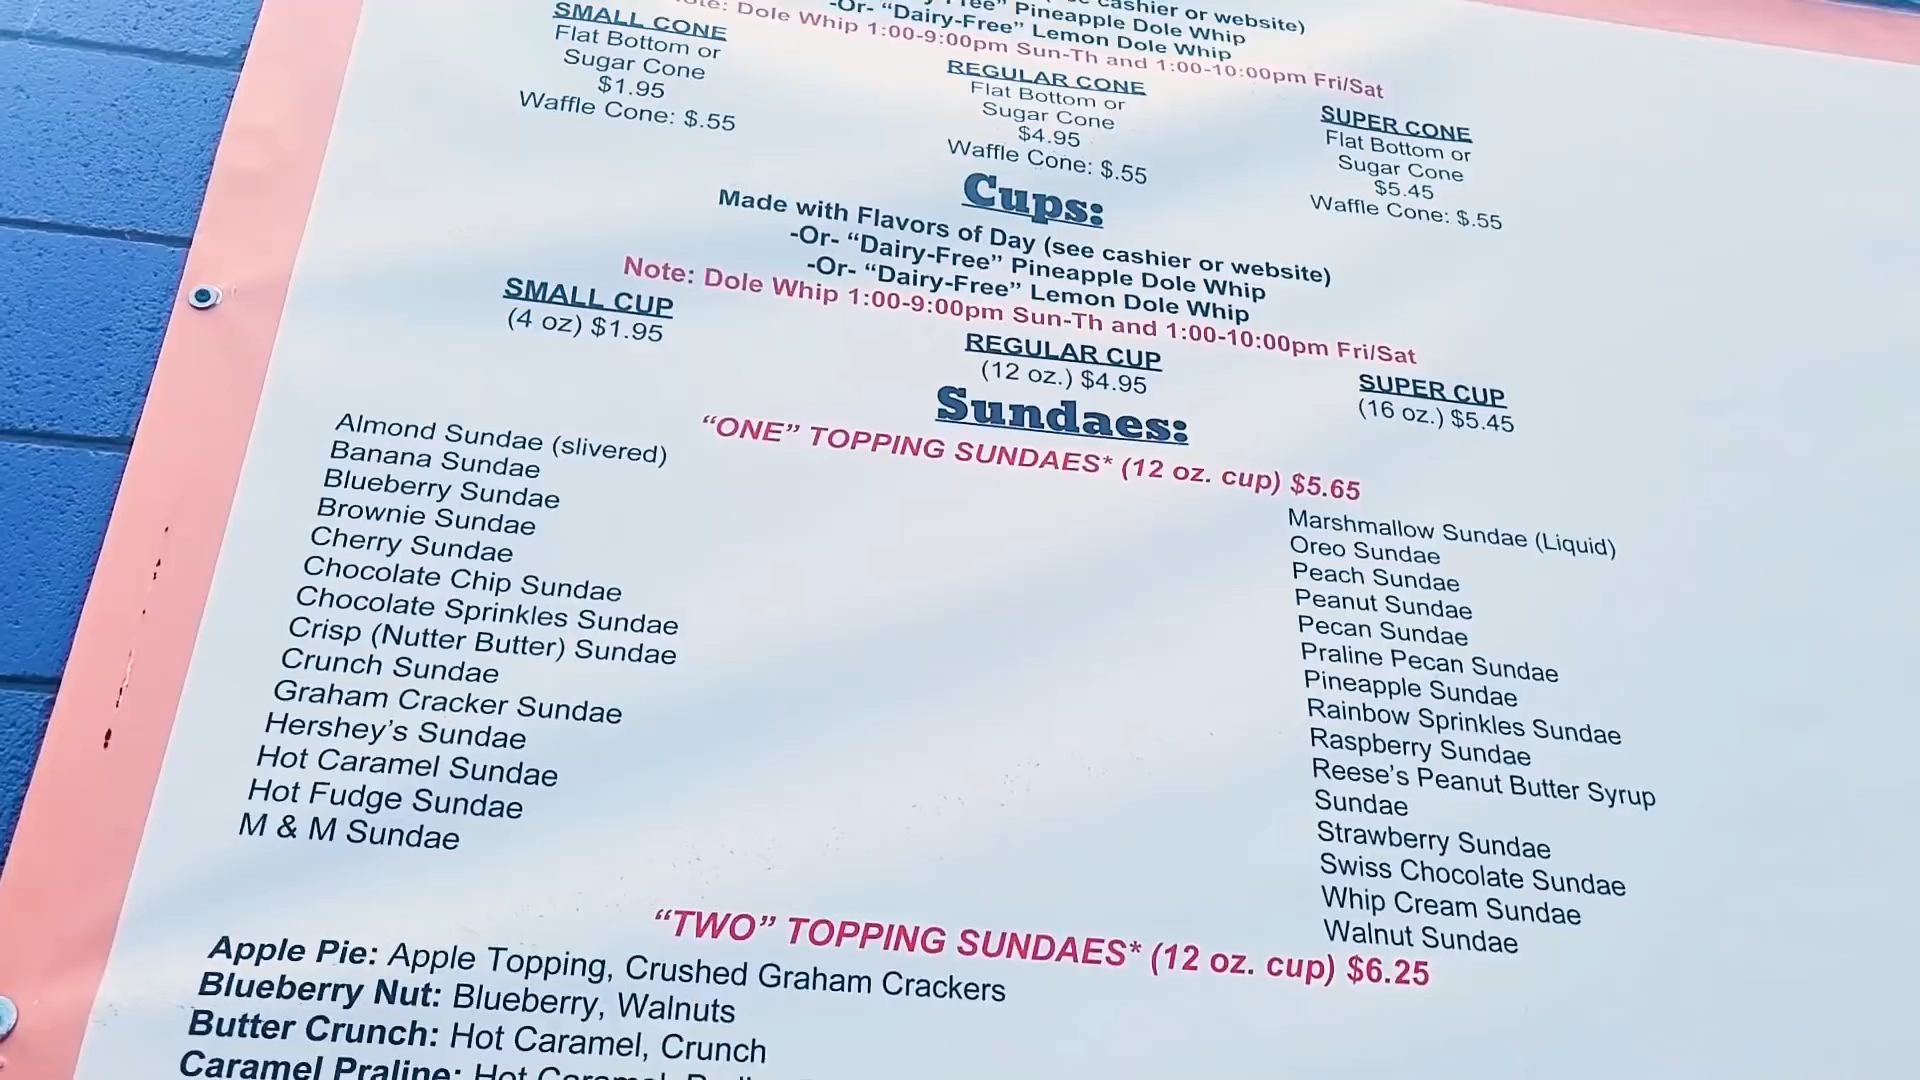 cashier or website)
Pineapple Dole Whip
-Or- “Dairy-Free” Lemon Dole Whip
Dole Whip 1:00-9:00pm Sun-Th and 1:00-10:00pm Fri/Sat
SMALL CONE
Flat Bottom or
Sugar Cone
$1.95
Waffle Cone: $.55
REGULAR CONE
Flat Bottom or
Sugar Cone
$4.95
Waffle Cone: $.55
SUPER CONE
Flat Bottom or
Sugar Cone
$5.45
Waffle Cone: $.55
Cups:
Made with Flavors of Day (see cashier or website)
-Or- “Dairy-Free” Pineapple Dole Whip
-Or- “Dairy-Free” Lemon Dole Whip
Note: Dole Whip 1:00-9:00pm Sun-Th and 1:00-10:00pm Fri/Sat
SMALL CUP
(4 oz) $1.95
REGULAR CUP
(12 oz.) $4.95
SUPER CUP
(16 oz.) $5.45
Sundaes:
“ONE” TOPPING SUNDAES* (12 oz. cup) $5.65
Almond Sundae (slivered)
Banana Sundae
Blueberry Sundae
Brownie Sundae
Cherry Sundae
Chocolate Chip Sundae
Chocolate Sprinkles Sundae
Crisp (Nutter Butter) Sundae
Crunch Sundae
Graham Cracker Sundae
Hershey’s Sundae
Hot Caramel Sundae
Hot Fudge Sundae
M & M Sundae
Marshmallow Sundae (Liquid)
Oreo Sundae
Peach Sundae
Peanut Sundae
Pecan Sundae
Praline Pecan Sundae
Pineapple Sundae
Rainbow Sprinkles Sundae
Raspberry Sundae
Reese’s Peanut Butter Syrup
Sundae
Strawberry Sundae
Swiss Chocolate Sundae
Whip Cream Sundae
Walnut Sundae
“TWO” TOPPING SUNDAES* (12 oz. cup) $6.25
Apple Pie: Apple Topping, Crushed Graham Crackers
Blueberry Nut: Blueberry, Walnuts
Butter Crunch: Hot Caramel, Crunch
Caramel Praline: Hot Caramel,